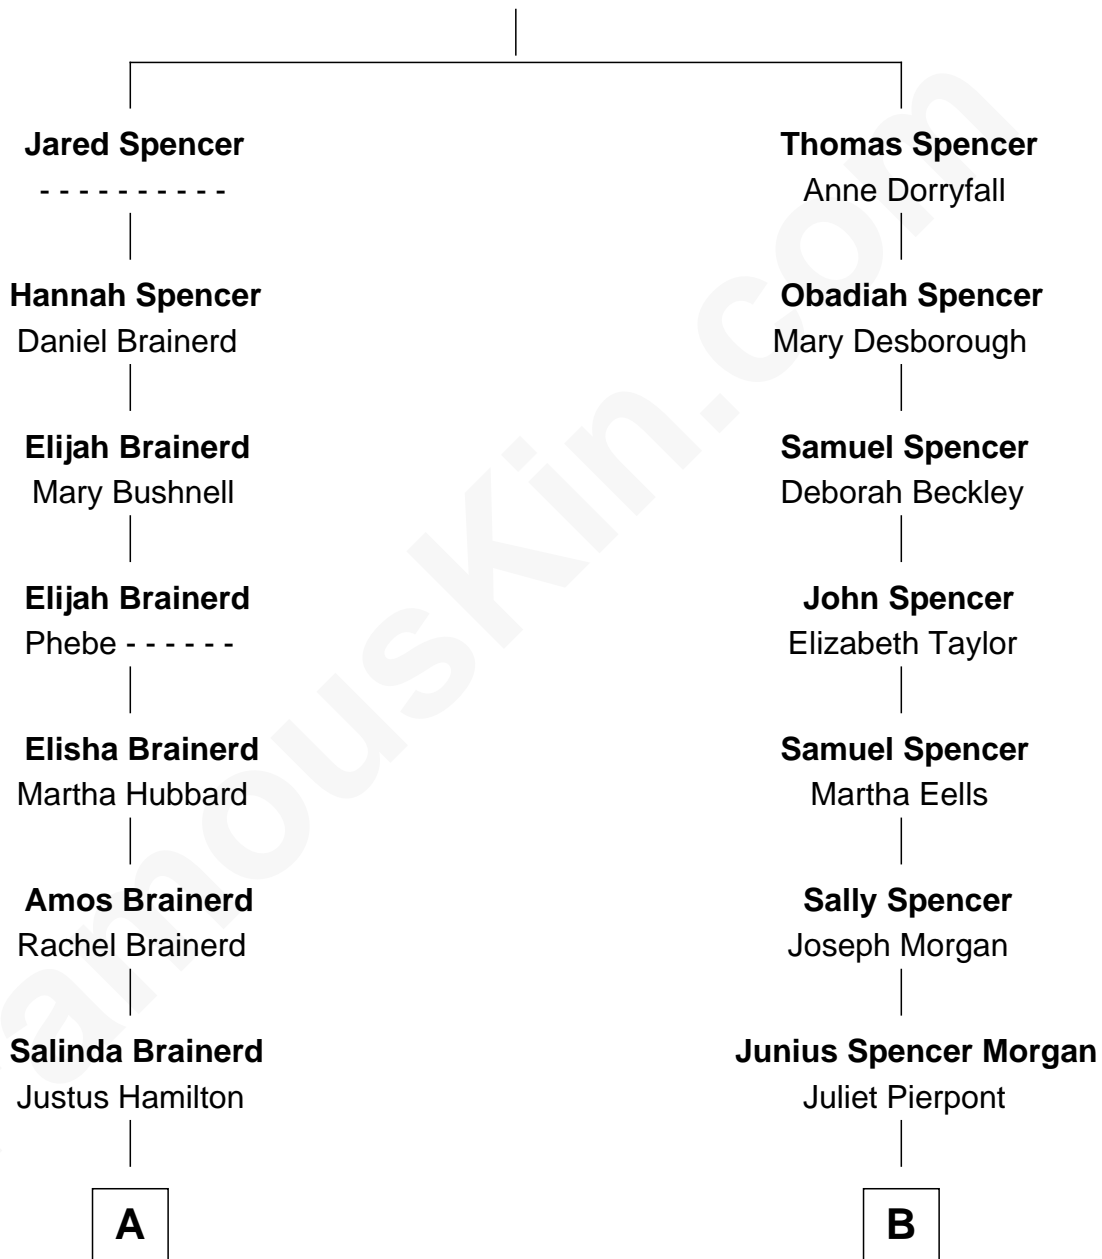 Jared Spencer
- - - - - - - - - -
Hannah Spencer
Daniel Brainerd
Elijah Brainerd
Mary Bushnell
Elijah Brainerd
Phebe - - - - - -
Elisha Brainerd
Martha Hubbard
Amos Brainerd
Rachel Brainerd
Salinda Brainerd
Justus Hamilton
A
Thomas Spencer
Anne Dorryfall
Obadiah Spencer
Mary Desborough
Samuel Spencer
Deborah Beckley
John Spencer
Elizabeth Taylor
Samuel Spencer
Martha Eells
Sally Spencer
Joseph Morgan
Junius Spencer Morgan
Juliet Pierpont
B
amousKin.com